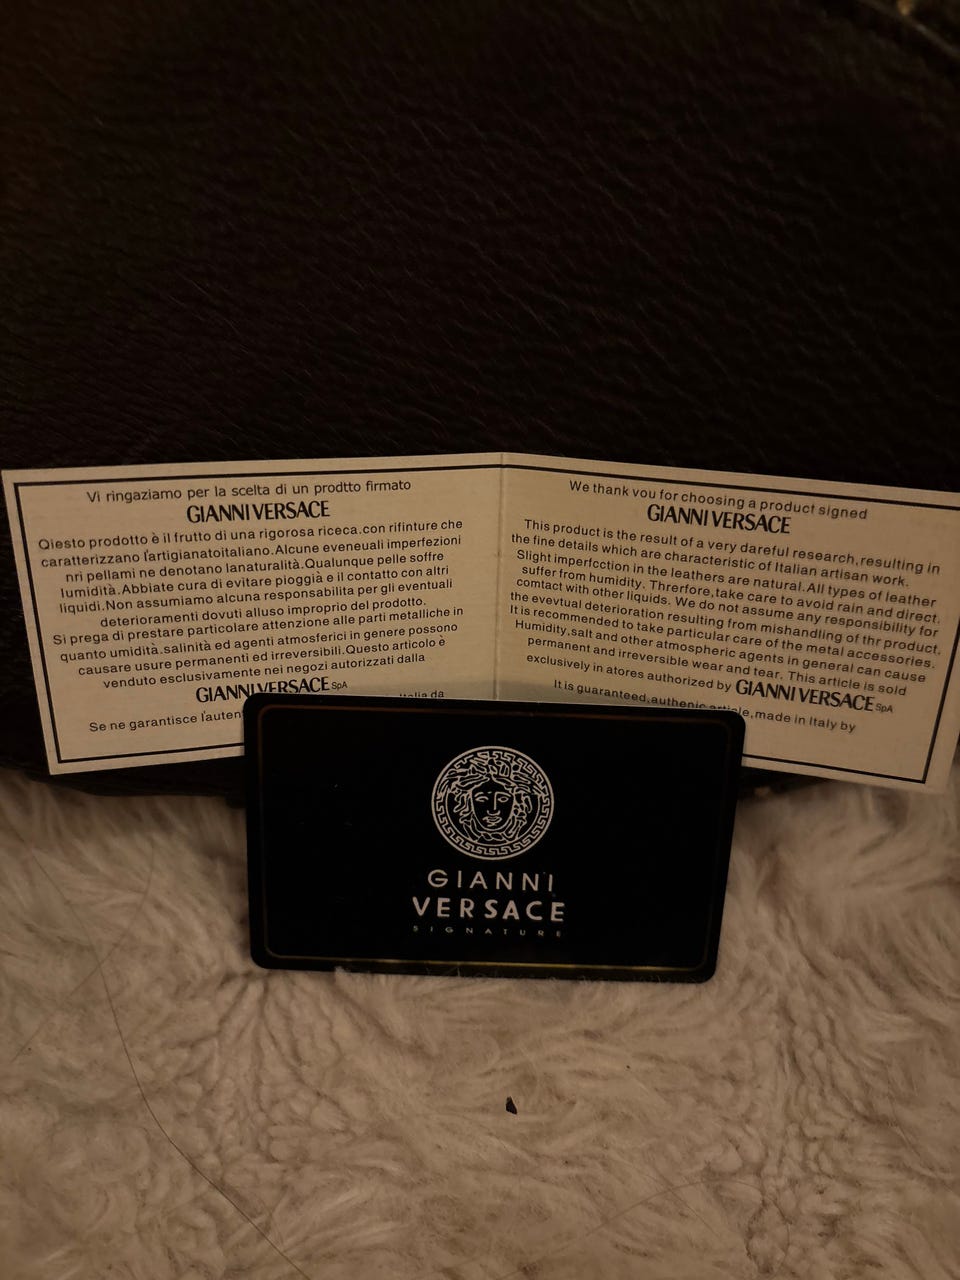 Vi ringaziamo per la scelta di un prodtto firmato
GIANNI VERSACE
Qiesto prodotto è il frutto di una rigorosa riceca.con rifinture che
caratterizzano l'artigianatoitaliano.Alcune eveneuali imperfezioni
nri pellami ne denotano lanaturalità.Qualunque pelle soffre
lumidità.Abbiate cura di evitare pioggià e il contatto con altri
liquidi.Non assumiamo alcuna responsabilita per gli eventuali
deterioramenti dovuti alluso improprio del prodotto.
Si prega di prestare particolare attenzione alle parti metalliche in
quanto umidità.salinità ed agenti atmosferici in genere possono
causare usure permanenti ed irreversibili.Questo articolo è
venduto esclusivamente nei negozi autorizzati dalla
GIANNI VERSACE SpA
Se ne garantisce l'auten Italia da
We thank vou for choosing a product signed
GIANNI VERSACE
This product is the result of a very dareful research,resulting in
the fine details which are characteristic of Italian artisan work.
Slight imperfcction in the leathers are natural.All types of leather
suffer from humidity. Threrfore,take care to avoid rain and direct.
comtact with other liquids. We do not assume any responsibility for
the evevtual deterioration resulting from mishandling of thr product.
It is recommended to take particular care of the metal accessories.
Humidity,salt and other atmospheric agents in general can cause
permanent and irreversible wear and tear. This article is sold
exclusively in atores authorized by GIANNI VERSACE SpA
It is guaranteed,authenic article,made in Italy by
GIANNI
VERSACE
SIGNATURE